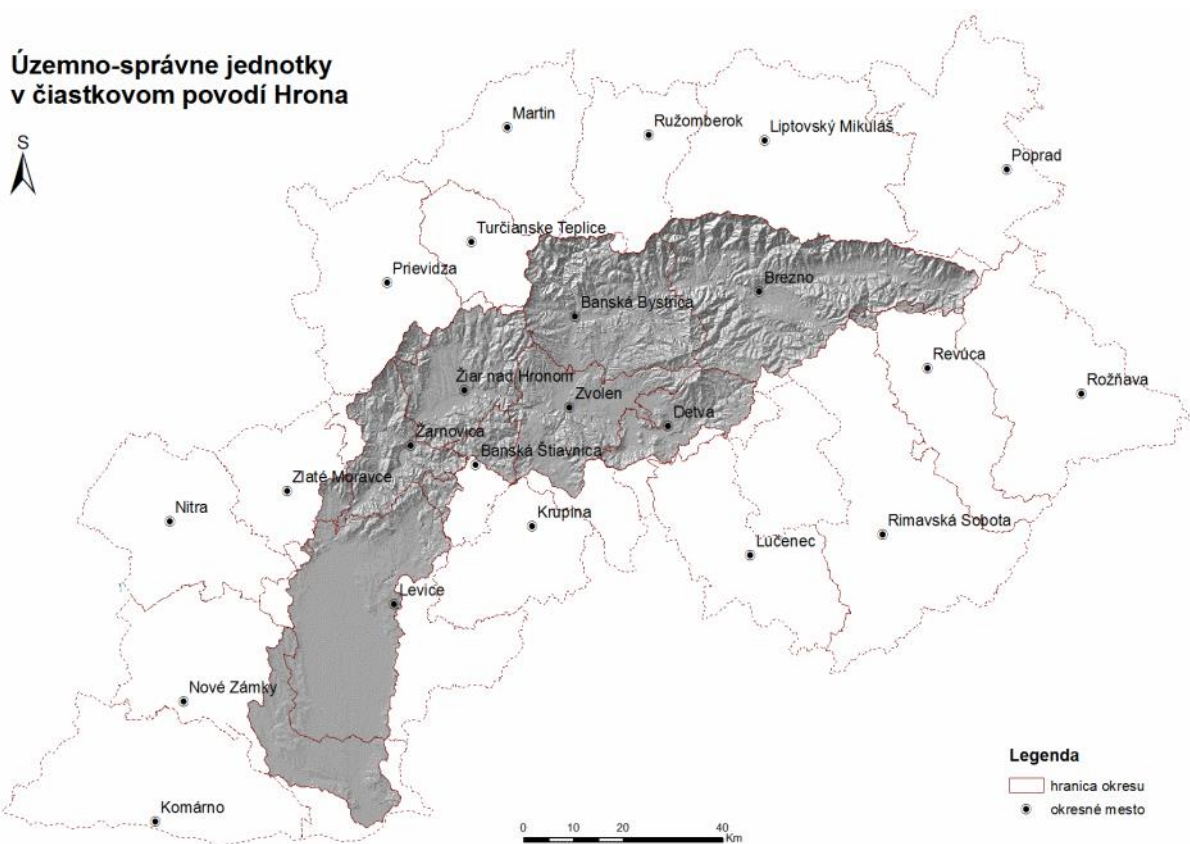 Územno-správne jednotky
v čiastkovom povodí Hrona
S
Martin
Ružomberok
Liptovský Mikuláš
Poprad
Turčianske Teplice
Prievidza
Brezno
Banská Bystrica
Revúca
Žiar nad Hronom
Rožňava
Zvolen
Detva
Žarnovica
Banská Štiavnica
Zlaté Moravce
Nitra
Krupina
Rimavská Sobota
Lučenec
Levice
Nové Zámky
Komárno
Legenda
hranica okresu
okresné mesto
0 10 20 40
Km